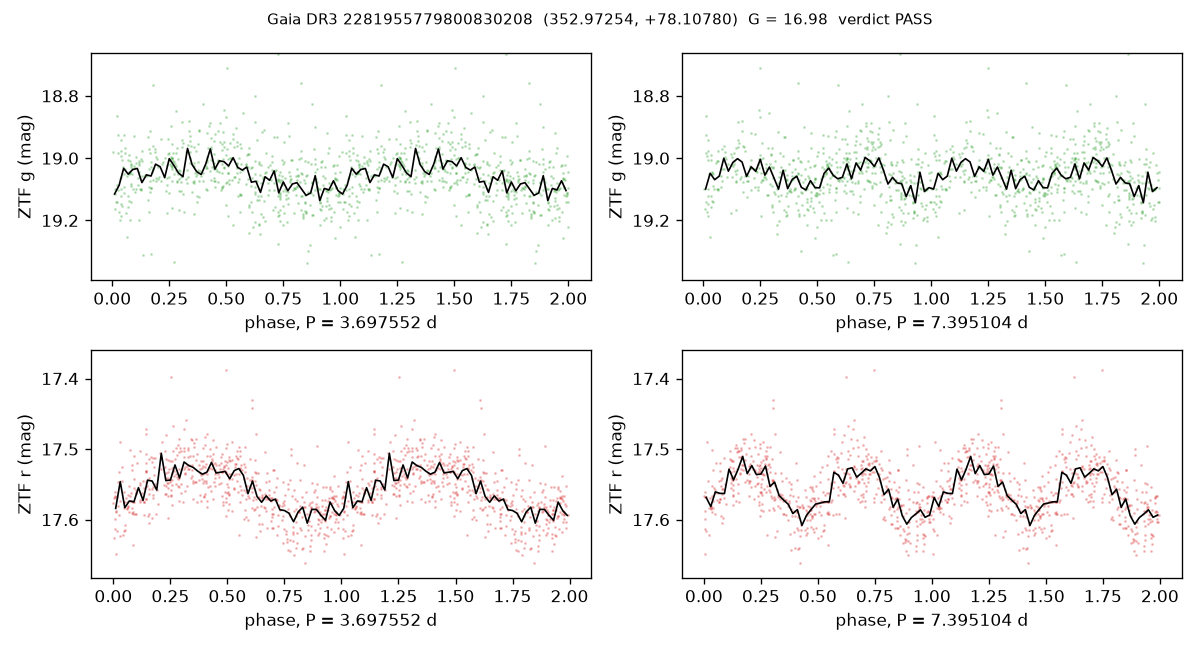 Gaia DR3 2281955779800830208  (352.97254, +78.10780)  G = 16.98  verdict PASS
ZTF g (mag)
18.8
19.0
19.2
0.00 0.25 0.50 0.75 1.00 1.25 1.50 1.75 2.00
phase, P = 3.697552 d
ZTF g (mag)
18.8
19.0
19.2
0.00 0.25 0.50 0.75 1.00 1.25 1.50 1.75 2.00
phase, P = 7.395104 d
ZTF r (mag)
17.4
17.5
17.6
0.00 0.25 0.50 0.75 1.00 1.25 1.50 1.75 2.00
phase, P = 3.697552 d
ZTF r (mag)
17.4
17.5
17.6
0.00 0.25 0.50 0.75 1.00 1.25 1.50 1.75 2.00
phase, P = 7.395104 d